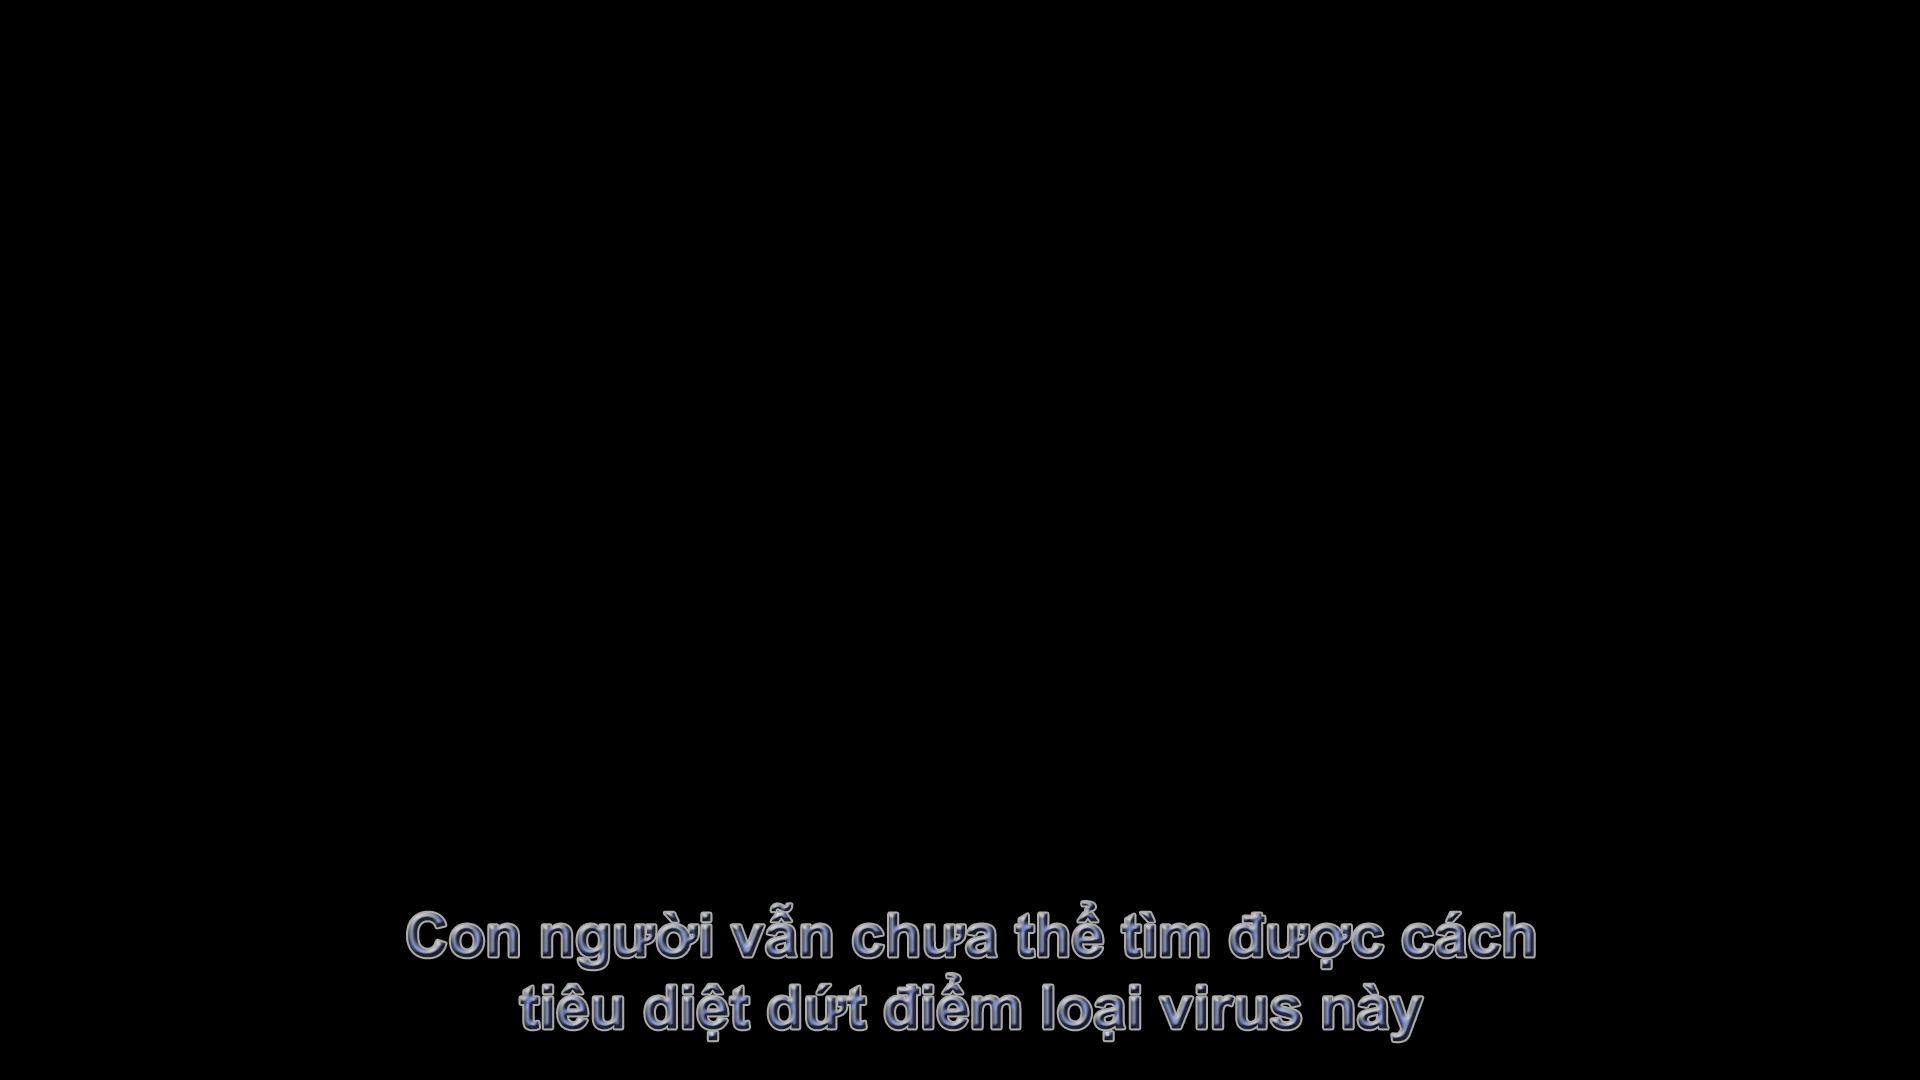 Con người vẫn chưa thể tìm được cách
tiêu diệt dứt điểm loại virus này